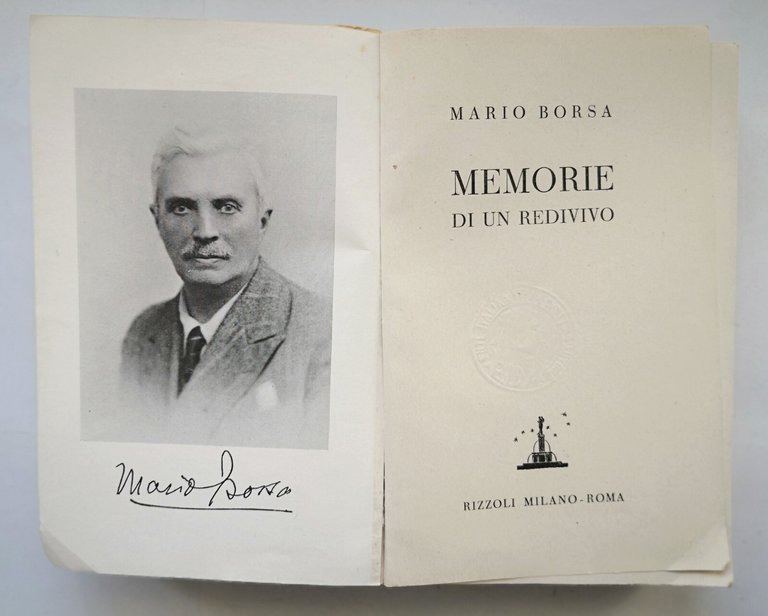 Mario Borsa
MARIO BORSA
MEMORIE
DI UN REDIVIVO
RIZZOLI MILANO-ROMA